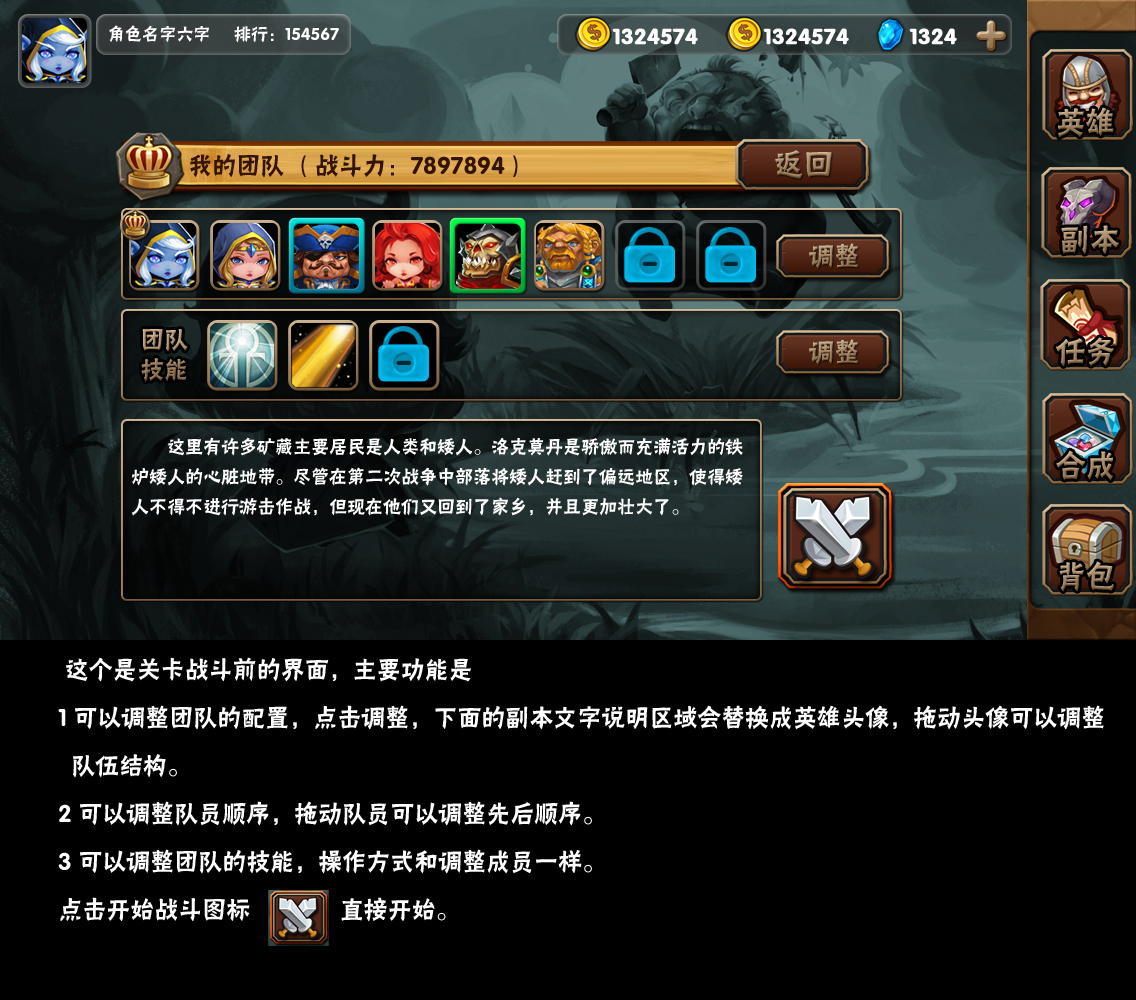 角色名字六字 排行：154567
1324574 1324574 1324
英雄
我的团队（战斗力：7897894）
返回
副本
调整
任务
团队
技能
调整
合成
这里有许多矿藏主要居民是人类和矮人。洛克莫丹是骄傲而充满活力的铁
炉矮人的心脏地带。尽管在第二次战争中部落将矮人赶到了偏远地区，使得矮
人不得不进行游击作战，但现在他们又回到了家乡，并且更加壮大了。
背包
这个是关卡战斗前的界面，主要功能是
1 可以调整团队的配置，点击调整，下面的副本文字说明区域会替换成英雄头像，拖动头像可以调整
队伍结构。
2 可以调整队员顺序，拖动队员可以调整先后顺序。
3 可以调整团队的技能，操作方式和调整成员一样。
点击开始战斗图标 直接开始。